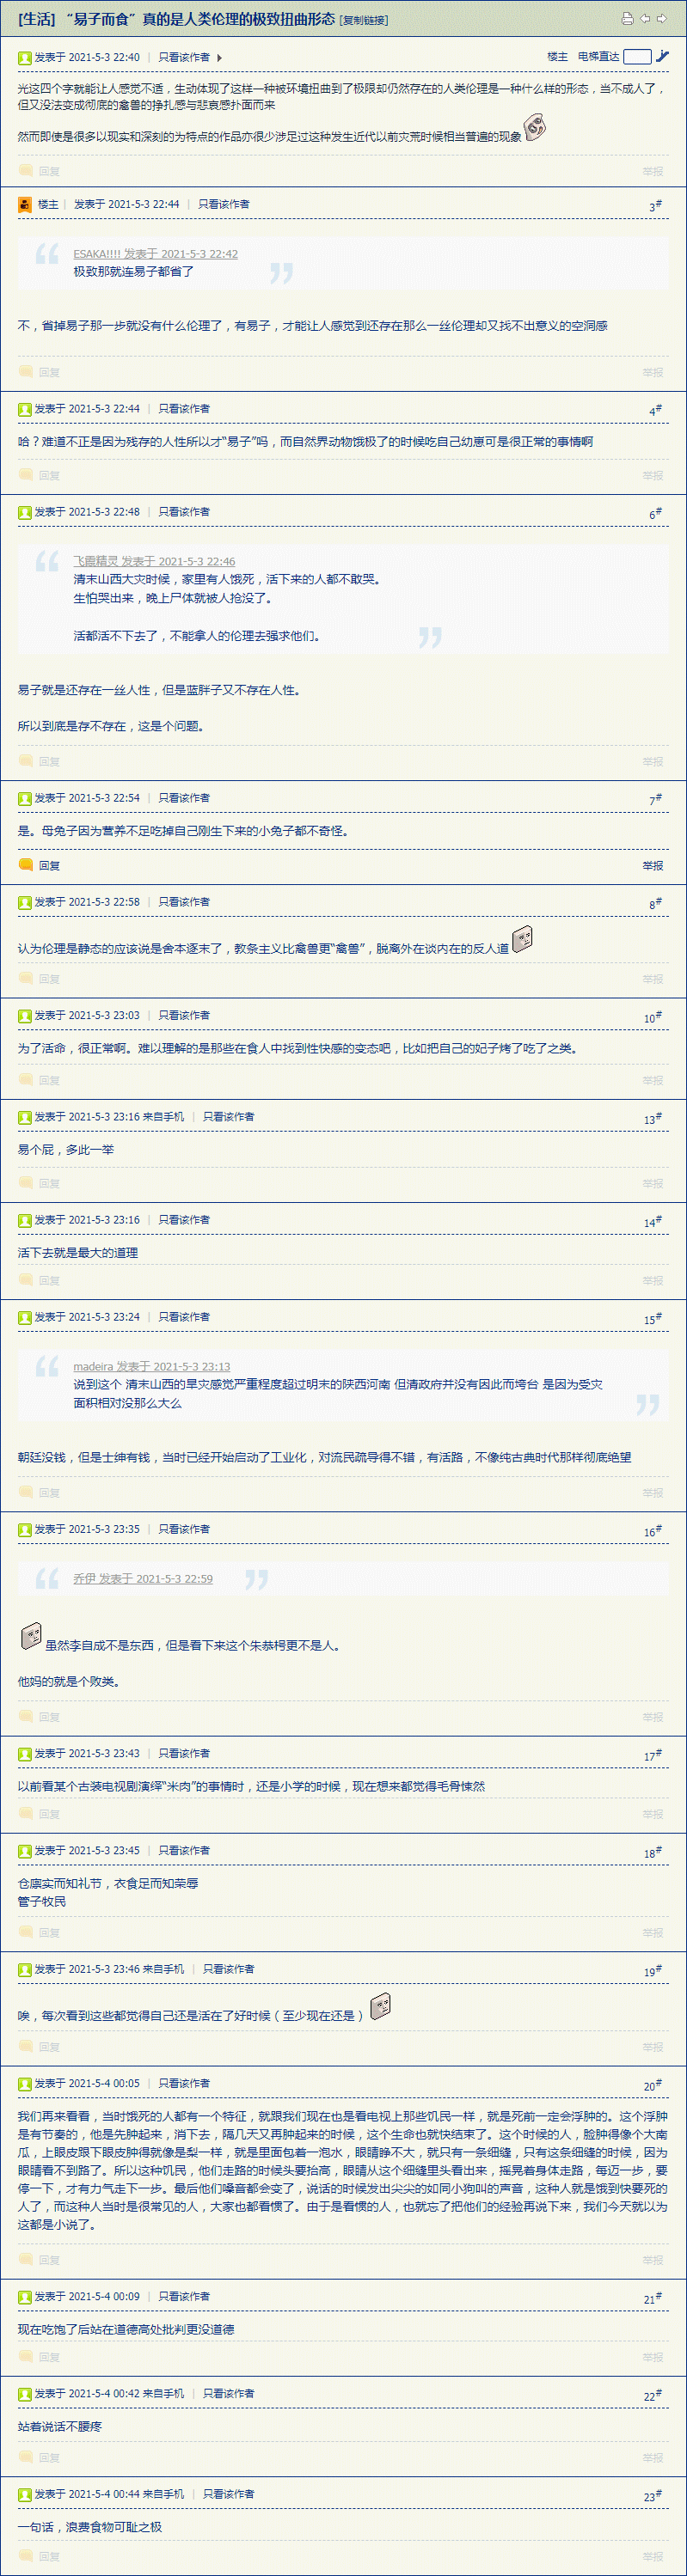 [生活] “易子而食”真的是人类伦理的极致扭曲形态 [复制链接]
发表于 2021-5-3 22:40 | 只看该作者
楼主 电梯直达
光这四个字就能让人感觉不适，生动体现了这样一种被环境扭曲到了极限却仍然存在的人类伦理是一种什么样的形态，当不成人了，
但又没法变成彻底的禽兽的挣扎感与悲哀感扑面而来
然而即使是很多以现实和深刻的为特点的作品亦很少涉足过这种发生近代以前灾荒时候相当普遍的现象
回复 举报
楼主 | 发表于 2021-5-3 22:44 | 只看该作者 3#
ESAKA!!!! 发表于 2021-5-3 22:42
极致那就连易子都省了
不，省掉易子那一步就没有什么伦理了，有易子，才能让人感觉到还存在那么一丝伦理却又找不出意义的空洞感
回复 举报
发表于 2021-5-3 22:44 | 只看该作者 4#
哈？难道不正是因为残存的人性所以才“易子”吗，而自然界动物饿极了的时候吃自己幼崽可是很正常的事情啊
回复 举报
发表于 2021-5-3 22:48 | 只看该作者 6#
飞霞精灵 发表于 2021-5-3 22:46
清末山西大灾时候，家里有人饿死，活下来的人都不敢哭。
生怕哭出来，晚上尸体就被人抢没了。
活都活不下去了，不能拿人的伦理去强求他们。
易子就是还存在一丝人性，但是蓝胖子又不存在人性。
所以到底是存不存在，这是个问题。
回复 举报
发表于 2021-5-3 22:54 | 只看该作者 7#
是。母兔子因为营养不足吃掉自己刚生下来的小兔子都不奇怪。
回复 举报
发表于 2021-5-3 22:58 | 只看该作者 8#
认为伦理是静态的应该说是舍本逐末了，教条主义比禽兽更“禽兽”，脱离外在谈内在的反人道
回复 举报
发表于 2021-5-3 23:03 | 只看该作者 10#
为了活命，很正常啊。难以理解的是那些在食人中找到性快感的变态吧，比如把自己的妃子烤了吃了之类。
回复 举报
发表于 2021-5-3 23:16 来自手机 | 只看该作者 13#
易个屁，多此一举
回复 举报
发表于 2021-5-3 23:16 | 只看该作者 14#
活下去就是最大的道理
回复 举报
发表于 2021-5-3 23:24 | 只看该作者 15#
madeira 发表于 2021-5-3 23:13
说到这个 清末山西的旱灾感觉严重程度超过明末的陕西河南 但清政府并没有因此而垮台 是因为受灾
面积相对没那么大么
朝廷没钱，但是士绅有钱，当时已经开始启动了工业化，对流民疏导得不错，有活路，不像纯古典时代那样彻底绝望
回复 举报
发表于 2021-5-3 23:35 | 只看该作者 16#
乔伊 发表于 2021-5-3 22:59
虽然李自成不是东西，但是看下来这个朱恭枵更不是人。
他妈的就是个败类。
回复 举报
发表于 2021-5-3 23:43 | 只看该作者 17#
以前看某个古装电视剧演绎“米肉”的事情时，还是小学的时候，现在想来都觉得毛骨悚然
回复 举报
发表于 2021-5-3 23:45 | 只看该作者 18#
仓廪实而知礼节，衣食足而知荣辱
管子牧民
回复 举报
发表于 2021-5-3 23:46 来自手机 | 只看该作者 19#
唉，每次看到这些都觉得自己还是活在了好时候（至少现在还是）
回复 举报
发表于 2021-5-4 00:05 | 只看该作者 20#
我们再来看看，当时饿死的人都有一个特征，就跟我们现在也是看电视上那些饥民一样，就是死前一定会浮肿的。这个浮肿
是有节奏的，他是先肿起来，消下去，隔几天又再肿起来的时候，这个生命也就快结束了。这个时候的人，脸肿得像个大南
瓜，上眼皮跟下眼皮肿得就像是梨一样，就是里面包着一泡水，眼睛睁不大，就只有一条细缝，只有这条细缝的时候，因为
眼睛看不到路了。所以这种饥民，他们走路的时候头要抬高，眼睛从这个细缝里头看出来，摇晃着身体走路，每迈一步，要
停一下，才有力气走下一步。最后他们嗓音都会变了，说话的时候发出尖尖的如同小狗叫的声音，这种人就是饿到快要死的
人了，而这种人当时是很常见的人，大家也都看惯了。由于是看惯的人，也就忘了把他们的经验再说下来，我们今天就以为
这都是小说了。
回复 举报
发表于 2021-5-4 00:09 | 只看该作者 21#
现在吃饱了后站在道德高处批判更没道德
回复 举报
发表于 2021-5-4 00:42 来自手机 | 只看该作者 22#
站着说话不腰疼
回复 举报
发表于 2021-5-4 00:44 来自手机 | 只看该作者 23#
一句话，浪费食物可耻之极
回复 举报